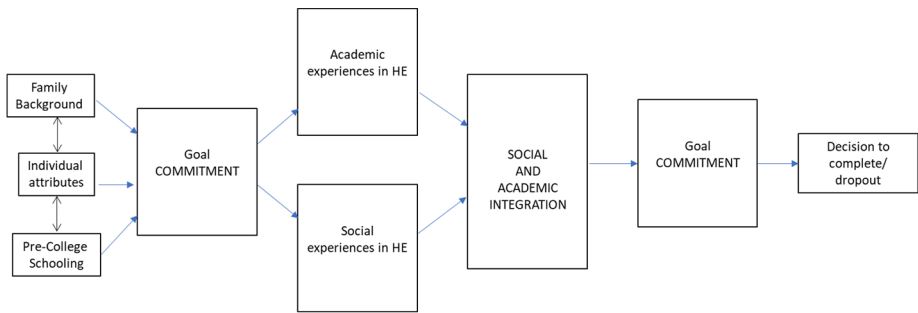 Family
Background
Individual
attributes
Pre-College
Schooling
Goal
COMMITMENT
Academic
experiences in HE
Social
experiences in HE
SOCIAL
AND
ACADEMIC
INTEGRATION
Goal
COMMITMENT
Decision to
complete/
dropout